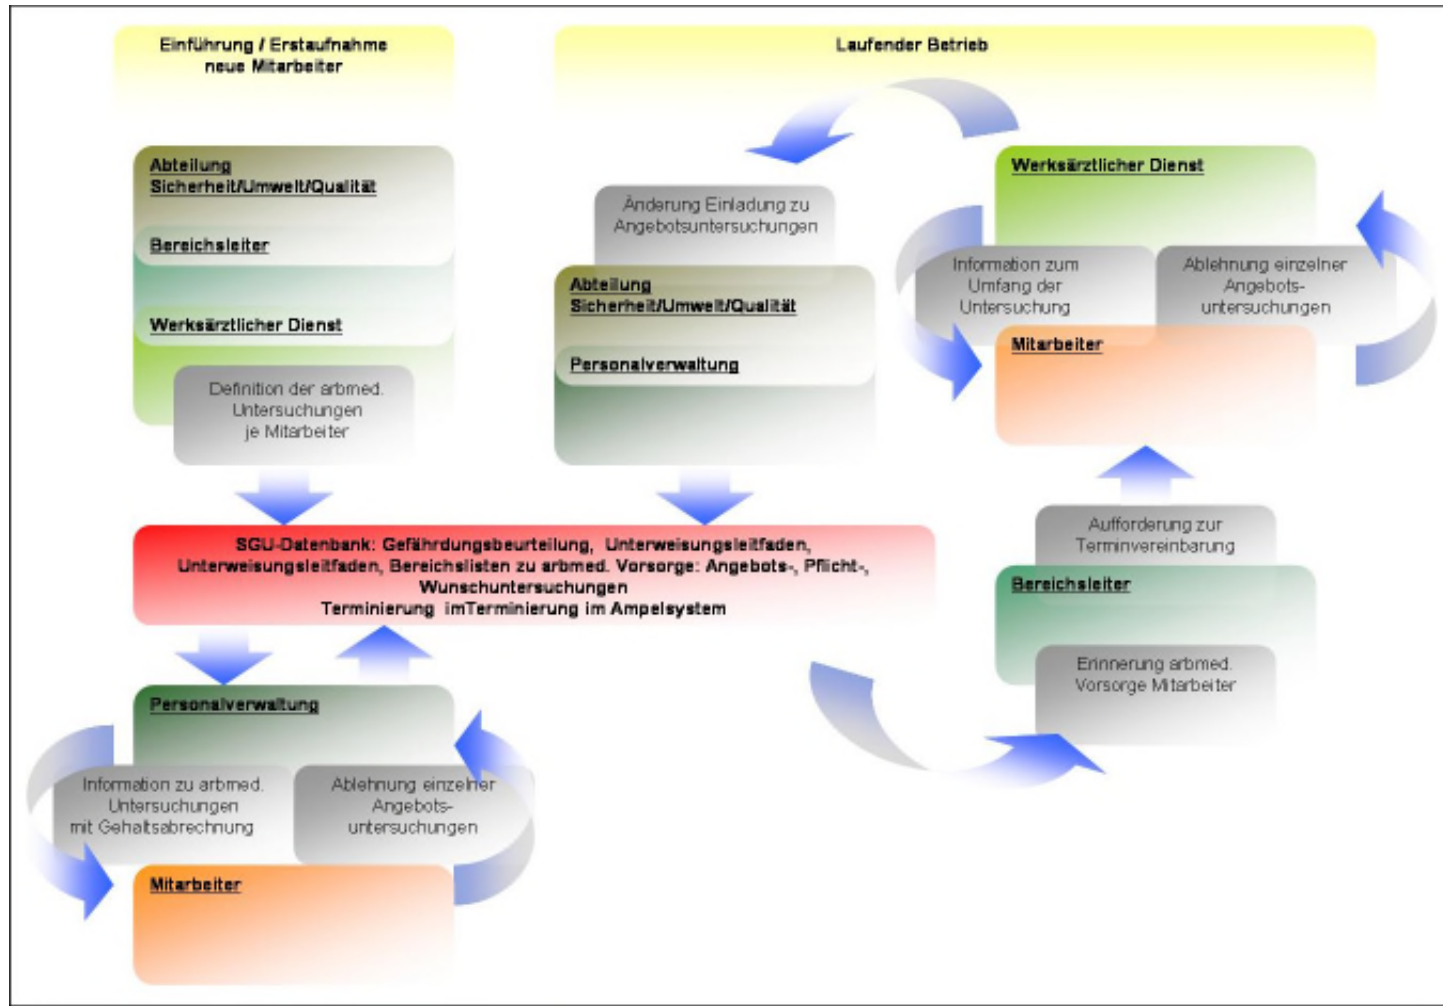 Einführung / Erstaufnahme
neue Mitarbeiter
Laufender Betrieb
Abteilung
Sicherheit/Umwelt/Qualität
Bereichsleiter
Werksärztlicher Dienst
Definition der arbmed.
Untersuchungen
je Mitarbeiter
Änderung Einladung zu
Angebotsuntersuchungen
Abteilung
Sicherheit/Umwelt/Qualität
Personalverwaltung
Werksärztlicher Dienst
Information zum
Umfang der
Untersuchung
Ablehnung einzelner
Angebots-
untersuchungen
Mitarbeiter
Aufforderung zur
Terminvereinbarung
Bereichsleiter
Erinnerung arbmed.
Vorsorge Mitarbeiter
SGU-Datenbank: Gefährdungsbeurteilung, Unterweisungsleitfaden,
Unterweisungsleitfaden, Bereichslisten zu arbmed. Vorsorge: Angebots-, Pflicht-,
Wunschuntersuchungen
Terminierung imTerminierung im Ampelsystem
Personalverwaltung
Information zu arbmed.
Untersuchungen
mit Gehaltsabrechnung
Ablehnung einzelner
Angebots-
untersuchungen
Mitarbeiter